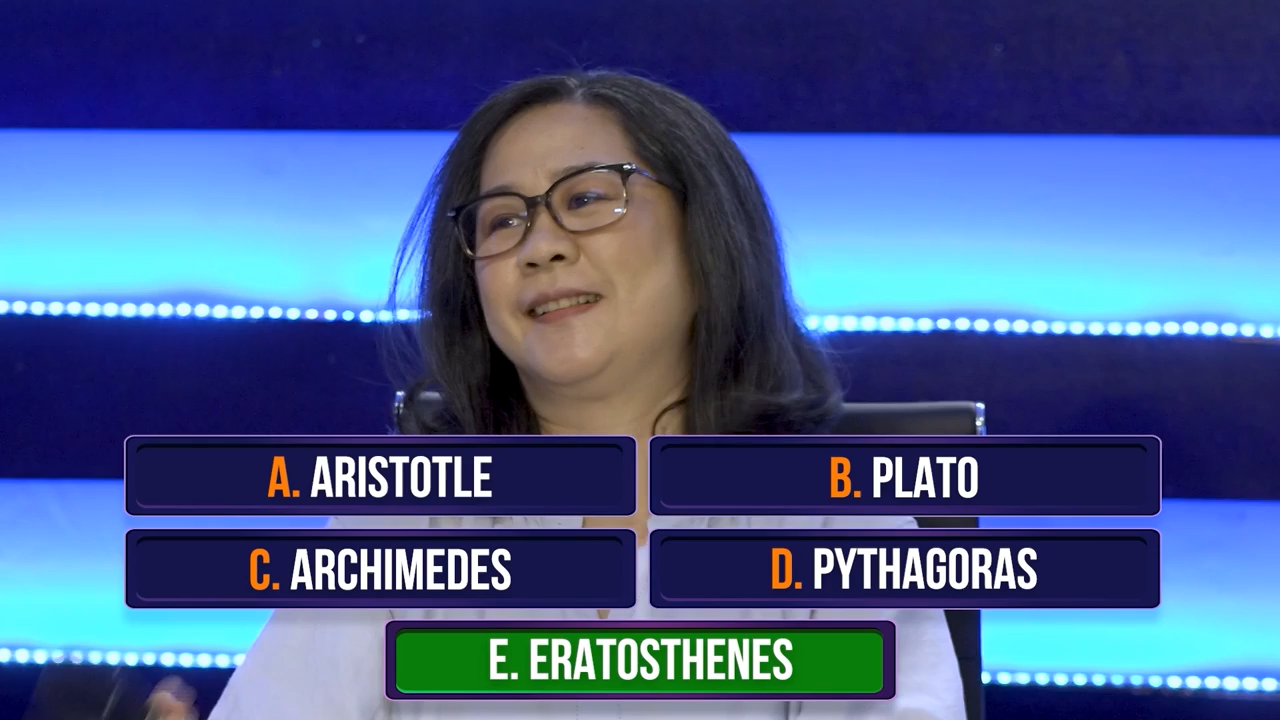 A. ARISTOTLE
B. PLATO
C. ARCHIMEDES
D. PYTHAGORAS
E. ERATOSTHENES